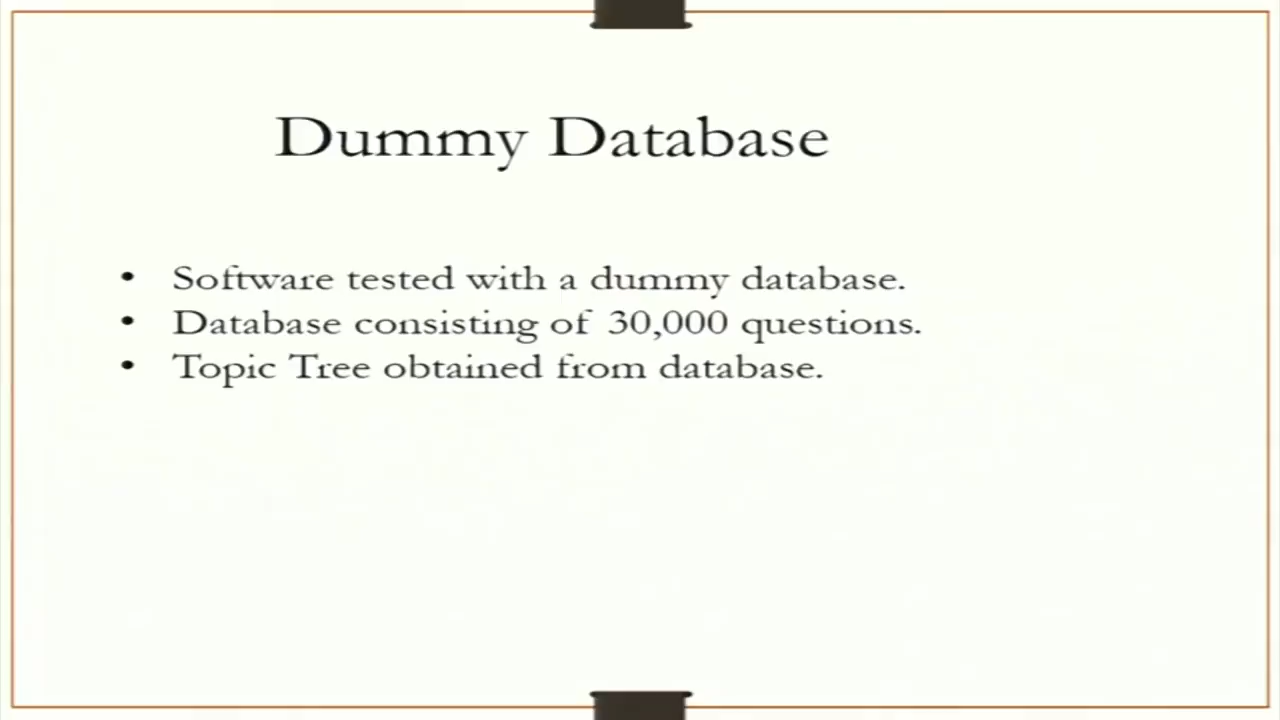 Dummy Database
• Software tested with a dummy database.
• Database consisting of 30,000 questions.
• Topic Tree obtained from database.